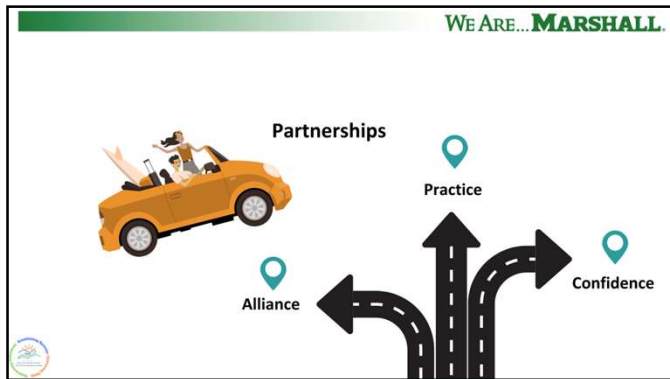 WE ARE... MARSHALL.
Partnerships
Practice
Confidence
Alliance